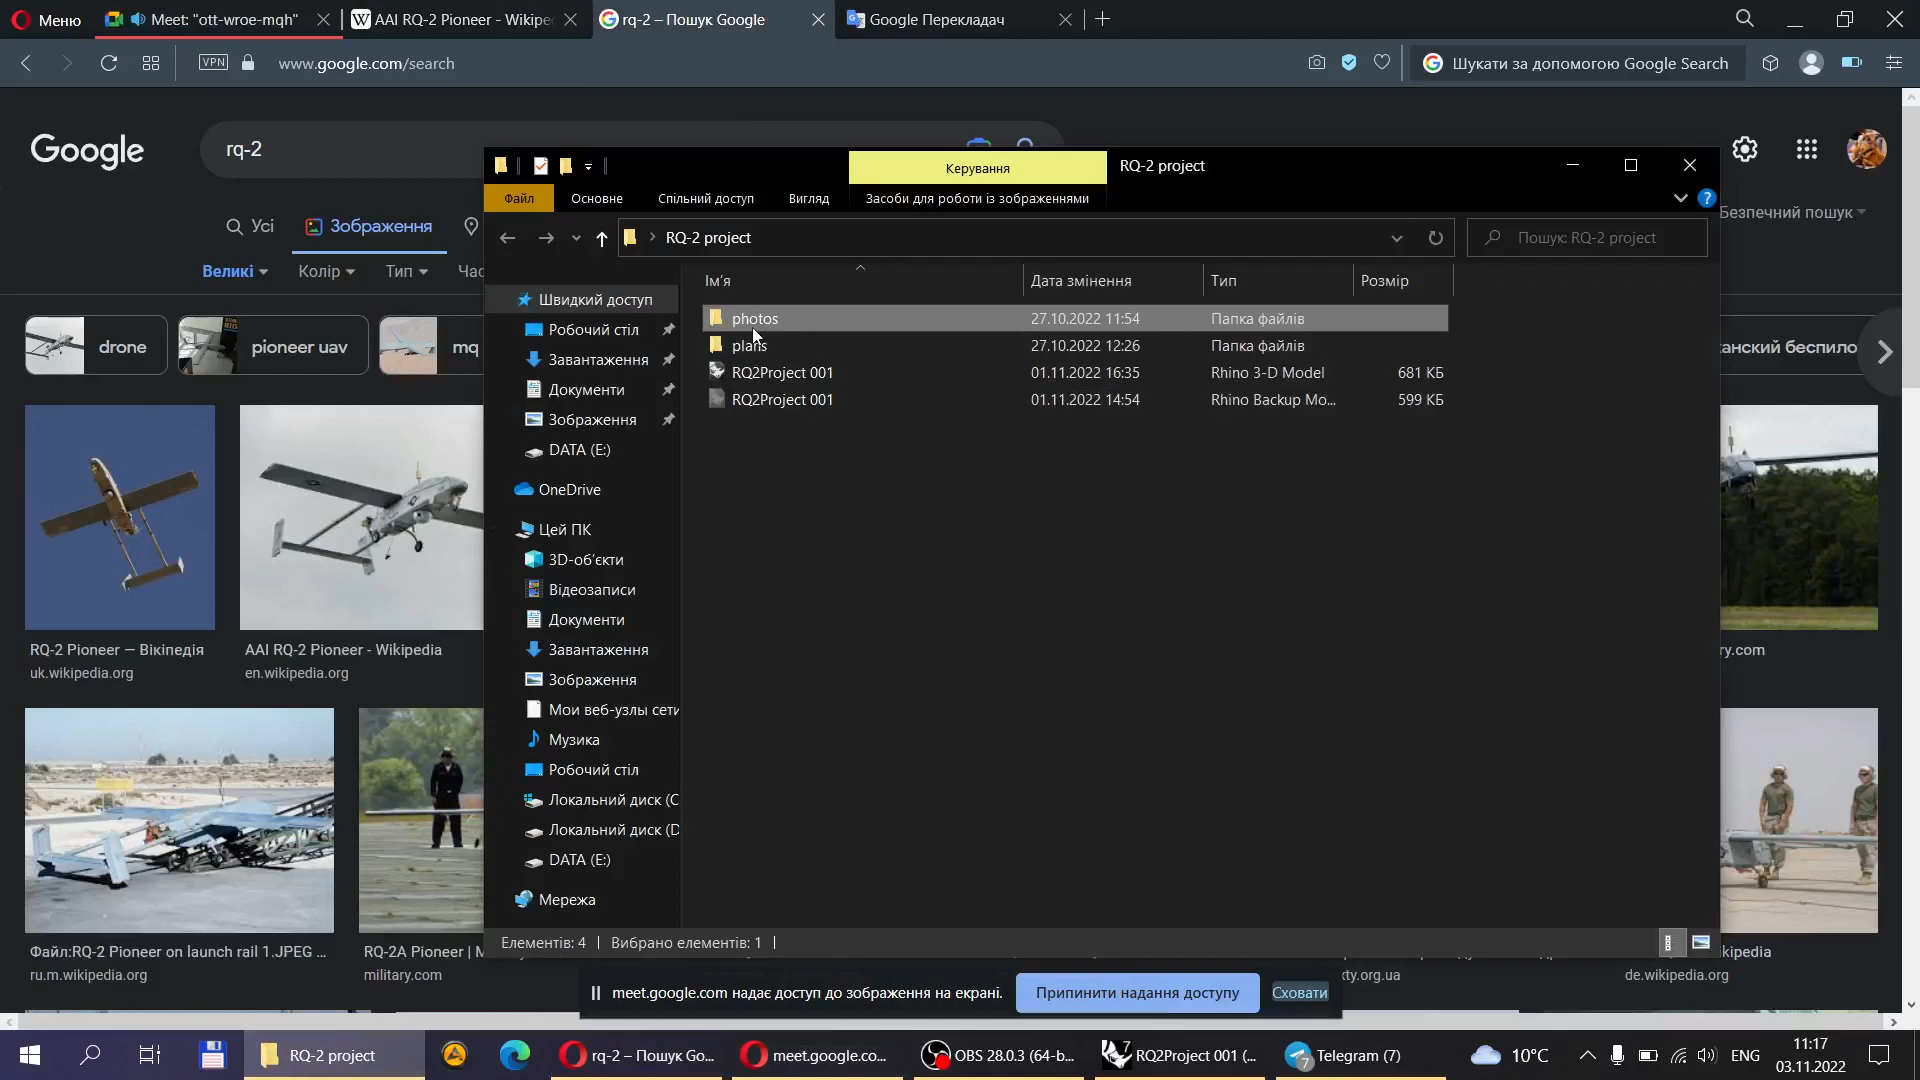 Меню
Meet: "ott-wroe-mqh"
AAI RQ-2 Pioneer - Wikipe
rq-2 – Пошук Google
Google Перекладач
VPN
www.google.com/search
Шукати за допомогою Google Search
Google
rq-2
Усі
Зображення
Безпечний пошук
Великі
Колір
Тип
drone
pioneer uav
mq
Керування
RQ-2 project
Файл
Основне
Спільний доступ
Вигляд
Засоби для роботи із зображеннями
RQ-2 project
Пошук: RQ-2 project
Ім'я
Дата змінення
Тип
Розмір
photos
27.10.2022 11:54
Папка файлів
plans
27.10.2022 12:26
Папка файлів
RQ2Project 001
01.11.2022 16:35
Rhino 3-D Model
681 КБ
RQ2Project 001
01.11.2022 14:54
Rhino Backup Mo...
599 КБ
Швидкий доступ
Робочий стіл
Завантаження
Документи
Зображення
DATA (E:)
OneDrive
Цей ПК
3D-об'єкти
Відеозаписи
Документи
Завантаження
Зображення
Мои веб-узлы сети
Музика
Робочий стіл
Локальний диск (C
Локальний диск (D
DATA (E:)
Мережа
Елементів: 4
Вибрано елементів: 1
RQ-2 Pioneer — Вікіпедія
uk.wikipedia.org
AAI RQ-2 Pioneer - Wikipedia
en.wikipedia.org
Файл:RQ-2 Pioneer on launch rail 1.JPEG ...
ru.m.wikipedia.org
RQ-2A Pioneer | M
military.com
de.wikipedia.org
meet.google.com надає доступ до зображення на екрані.
Припинити надання доступу
Сховати
RQ-2 project
rq-2 – Пошук Go...
meet.google.co...
OBS 28.0.3 (64-b...
RQ2Project 001 (...
Telegram (7)
7
10°C
ENG
11:17
03.11.2022